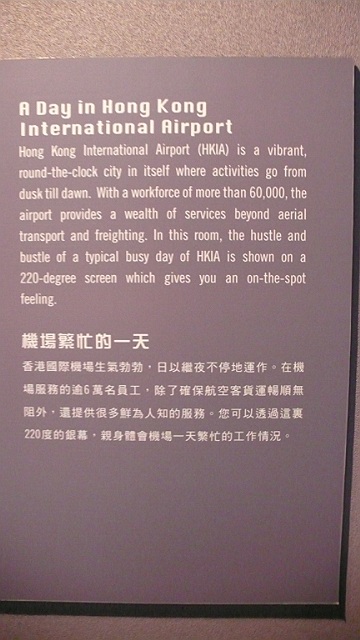 A Day in Hong Kong
International Airport
Hong Kong International Airport (HKIA) is a vibrant,
round-the-clock city in itself where activities go from
dusk till dawn. With a workforce of more than 60,000, the
airport provides a wealth of services beyond aerial
transport and freighting. In this room, the hustle and
bustle of a typical busy day of HKIA is shown on a
220-degree screen which gives you an on-the-spot
feeling.
機場繁忙的一天
香港國際機場生氣勃勃，日以繼夜不停地運作。在機
場服務的逾6萬名員工，除了確保航空客貨運暢順無
阻外，還提供很多鮮為人知的服務。您可以透過這裏
220度的銀幕，親身體會機場一天繁忙的工作情況。